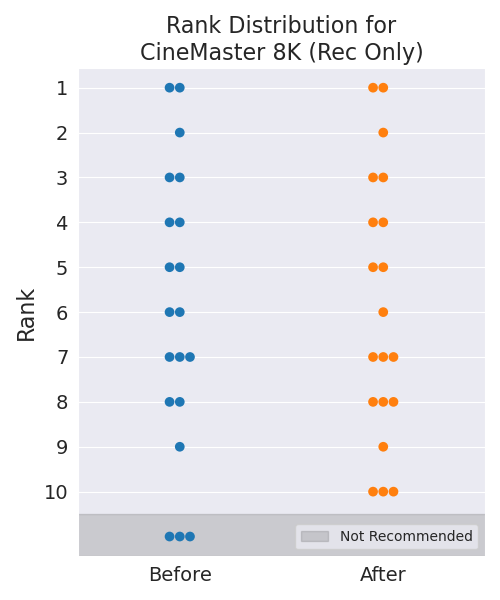 Rank Distribution for
CineMaster 8K (Rec Only)
Rank
1
2
3
4
5
6
7
8
9
10
Not Recommended
Before
After